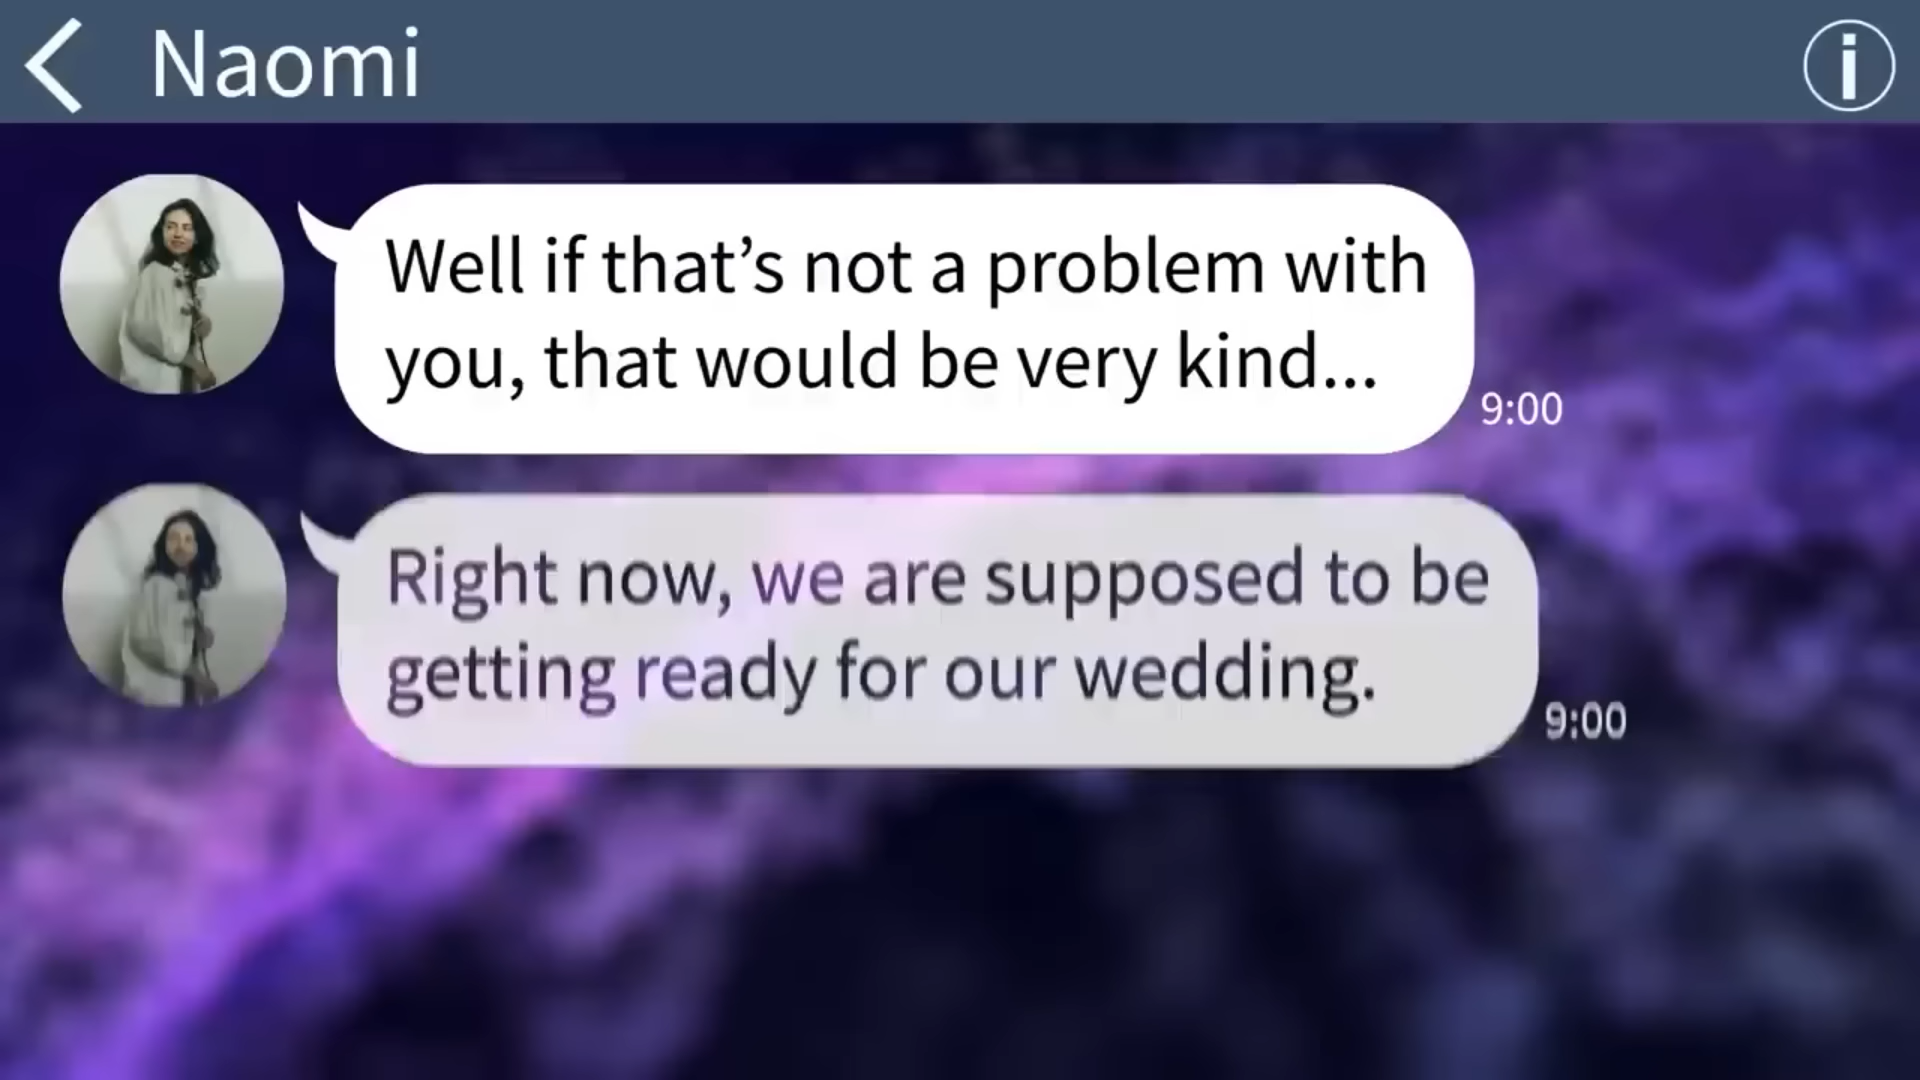 Naomi
Well if that’s not a problem with
you, that would be very kind...
9:00
Right now, we are supposed to be
getting ready for our wedding.
9:00